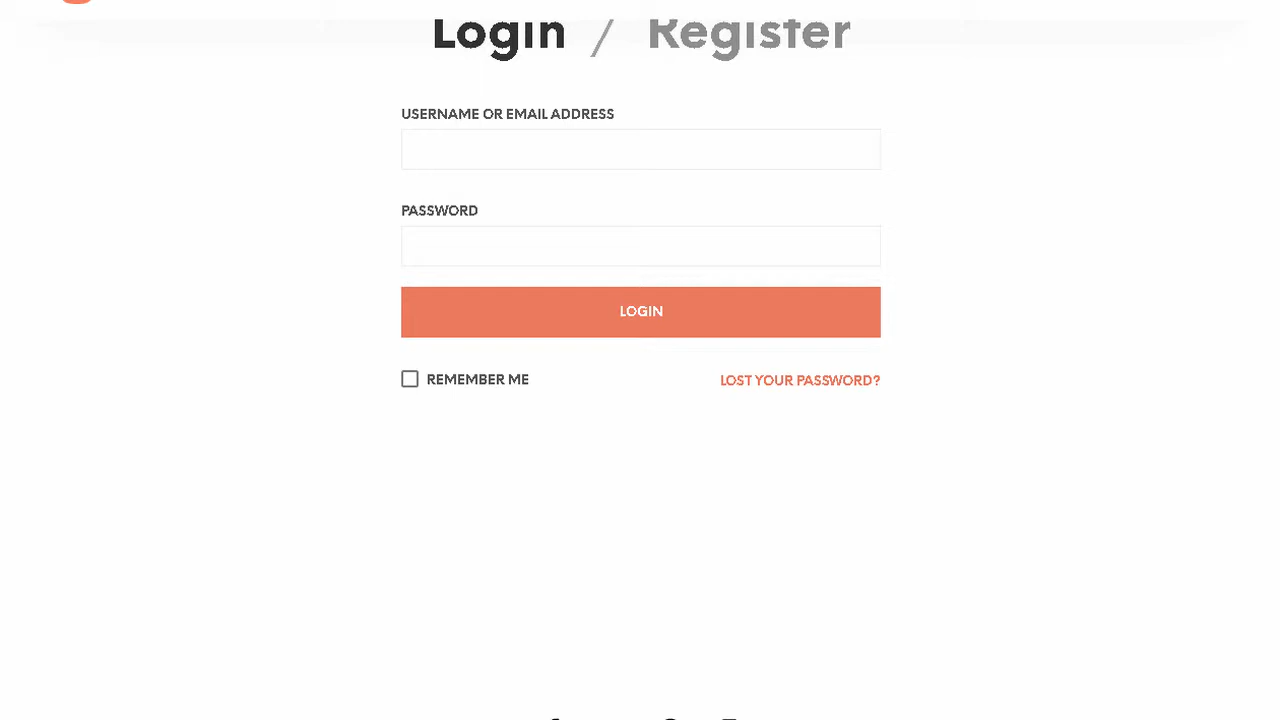 Login / Register
USERNAME OR EMAIL ADDRESS
PASSWORD
LOGIN
REMEMBER ME
LOST YOUR PASSWORD?